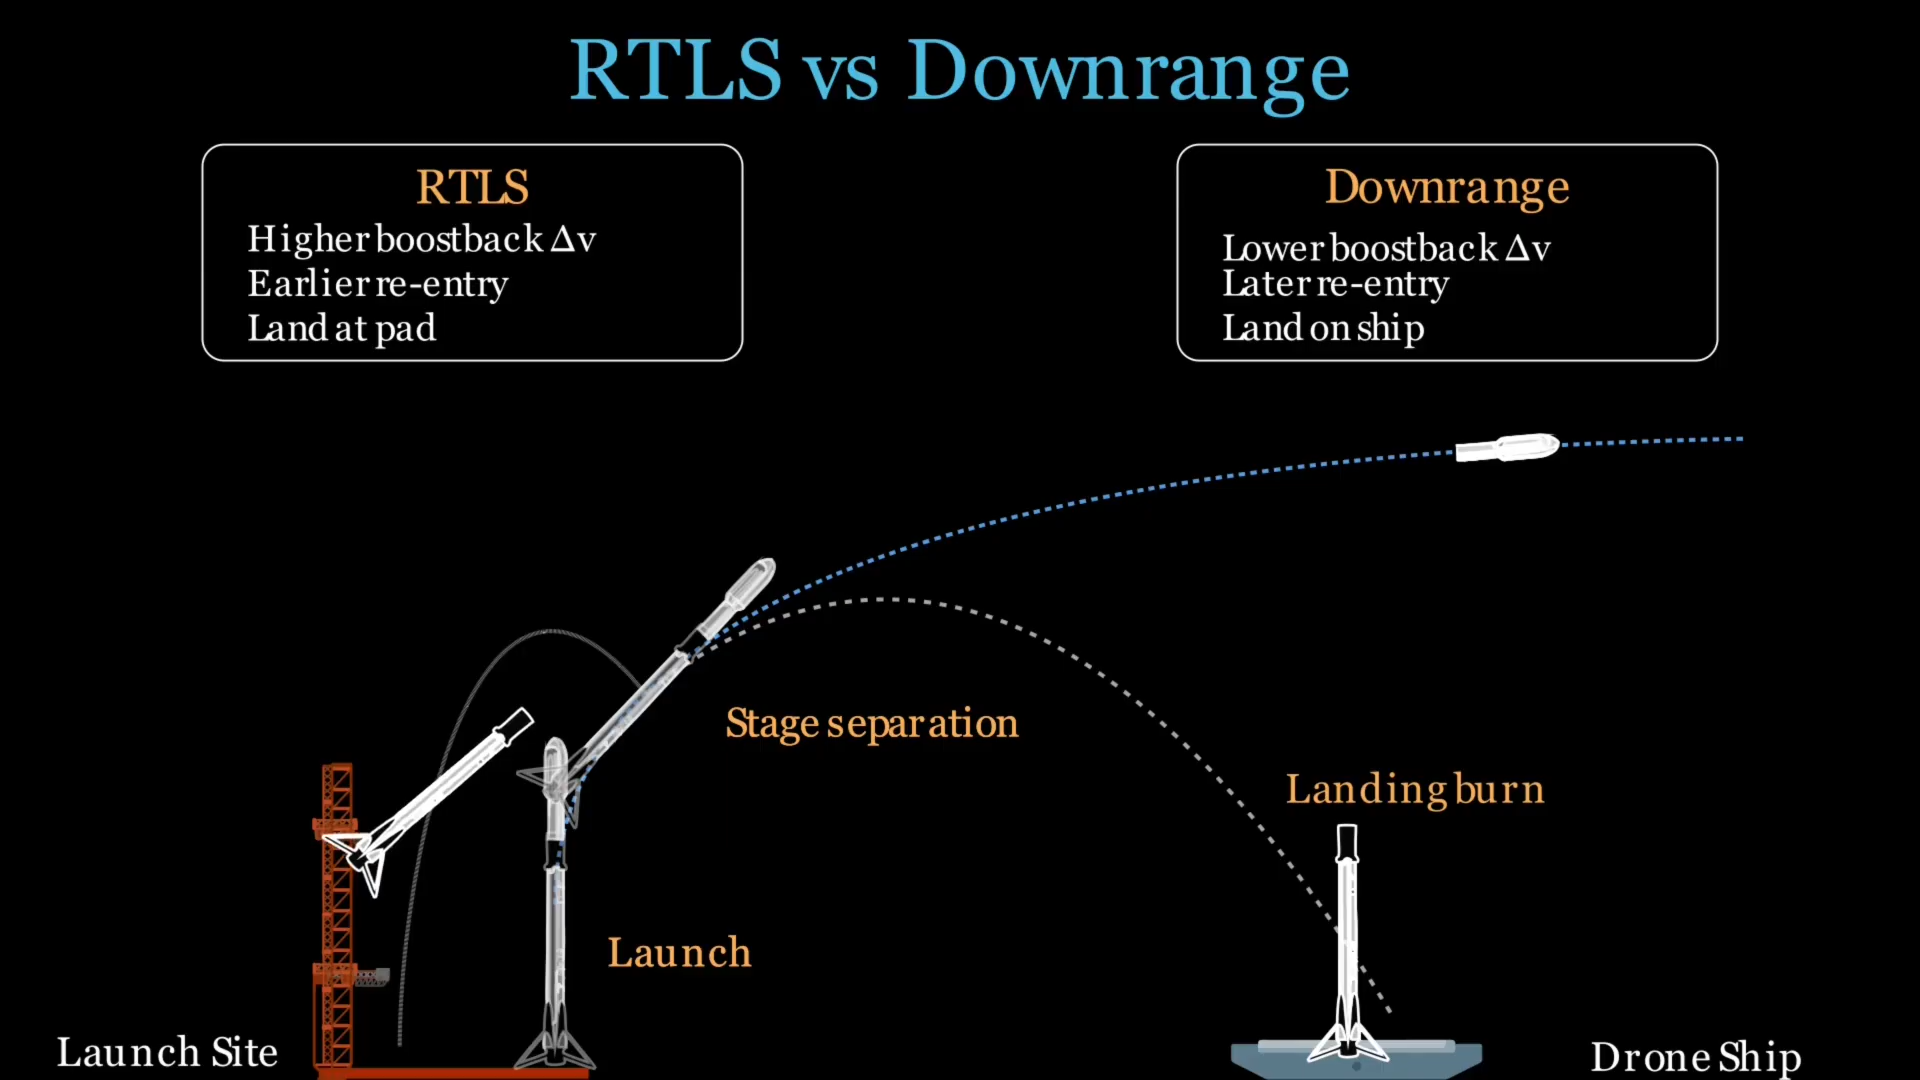 RTLS vs Downrange
RTLS
Higher boostback Δv
Earlier re-entry
Land at pad
Downrange
Lower boostback Δv
Later re-entry
Land on ship
Stage separation
Landing burn
Launch
Launch Site
Drone Ship